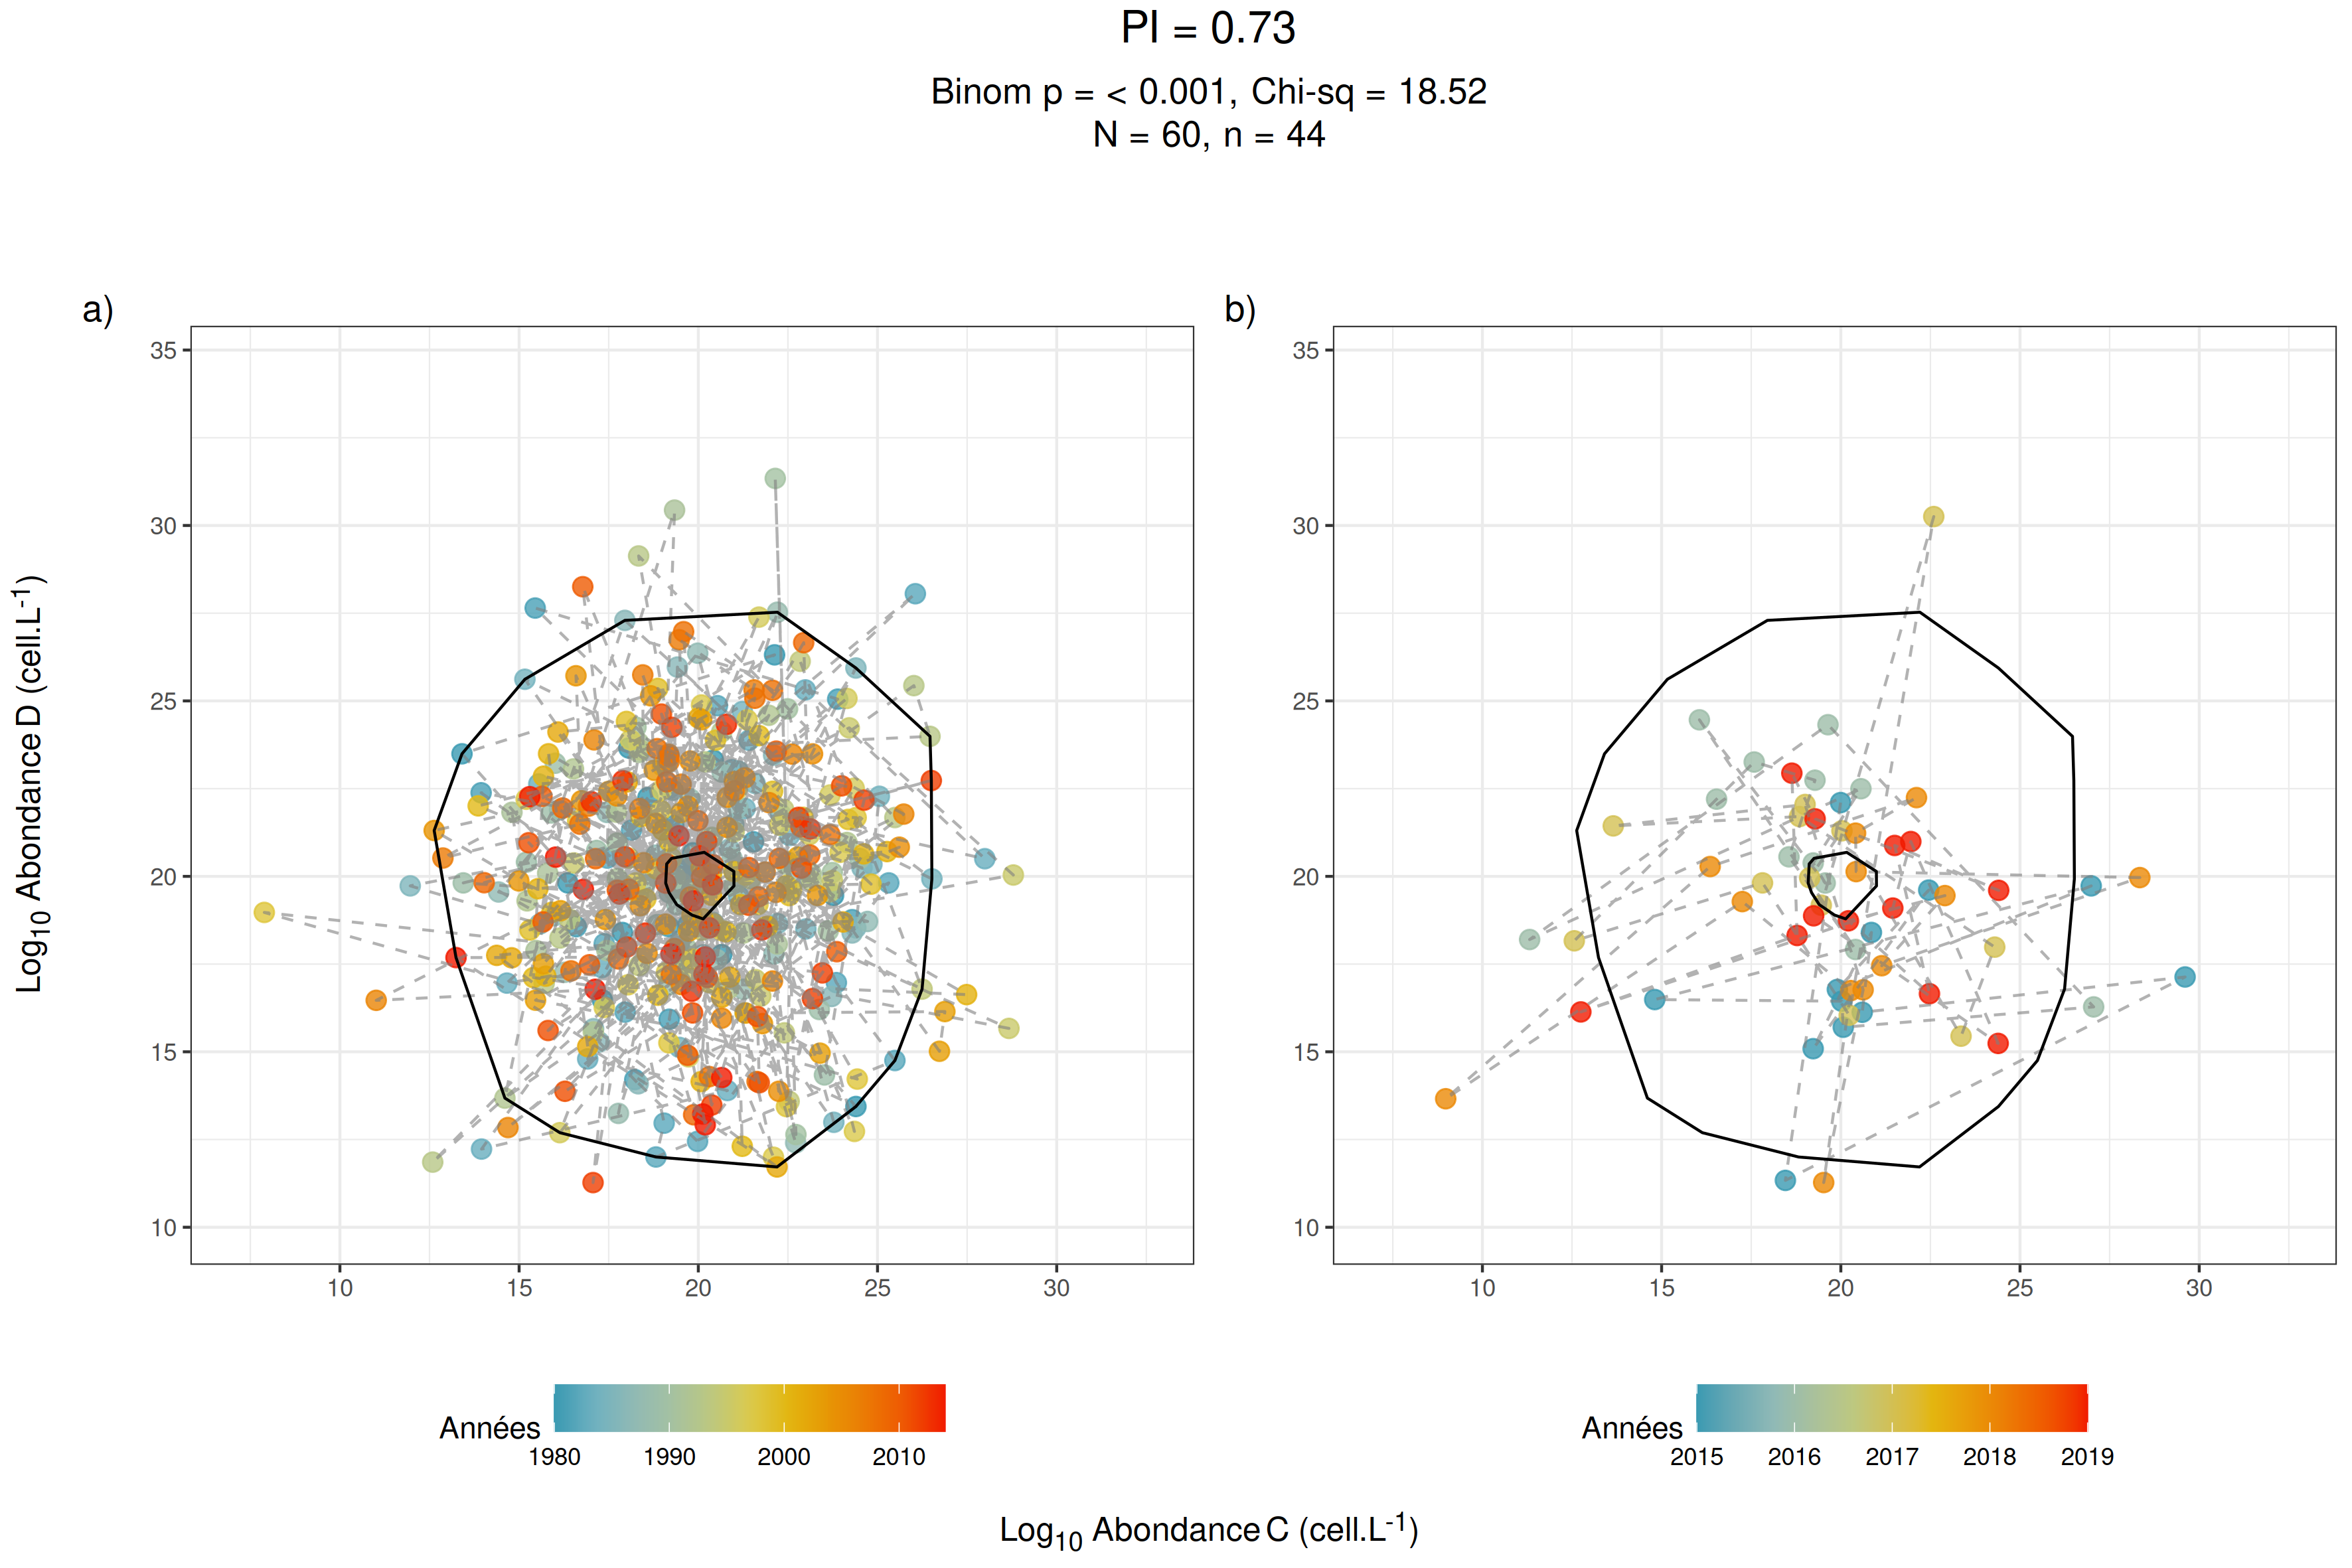 PI = 0.73
Binom p = < 0.001, Chi-sq = 18.52
N = 60, n = 44
a)
b)
35
30
25
20
15
10
10 15 20 25 30
35
30
25
20
15
10
10 15 20 25 30
Log10 Abondance D (cell.L-1)
Années
1980 1990 2000 2010
Années
2015 2016 2017 2018 2019
Log10 Abondance C (cell.L-1)